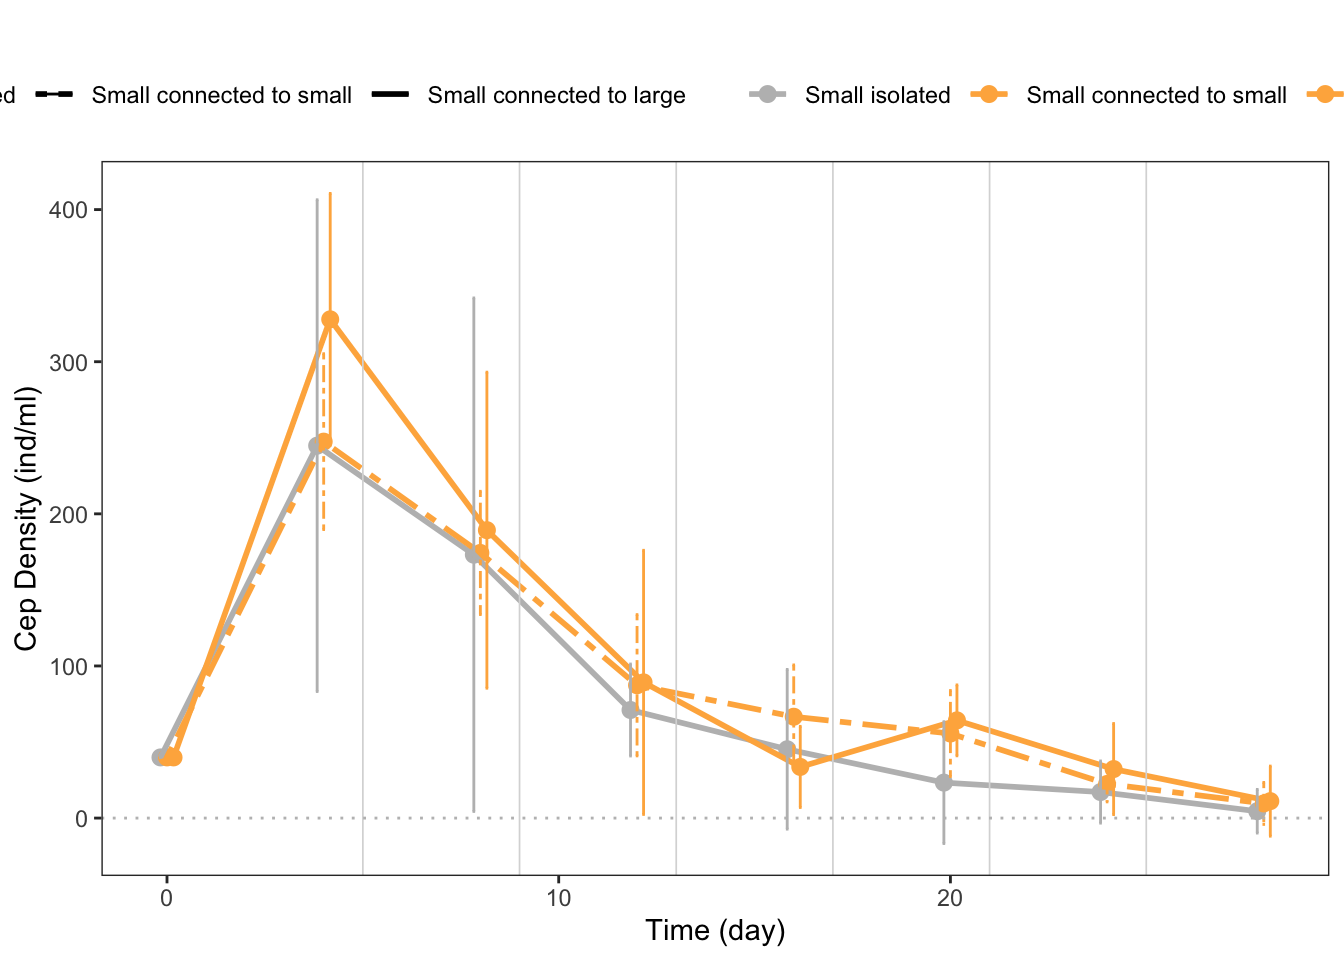 ed Small connected to small Small connected to large Small isolated Small connected to small
400
300
200
100
0
Cep Density (ind/ml)
0 10 20
Time (day)